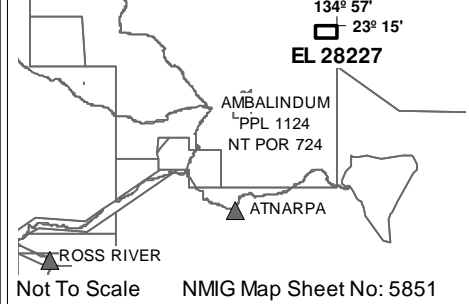 134º 57'
23º 15'
EL 28227
AMBALINDUM
PPL 1124
NT POR 724
ATNARPA
ROSS RIVER
Not To Scale NMIG Map Sheet No: 5851